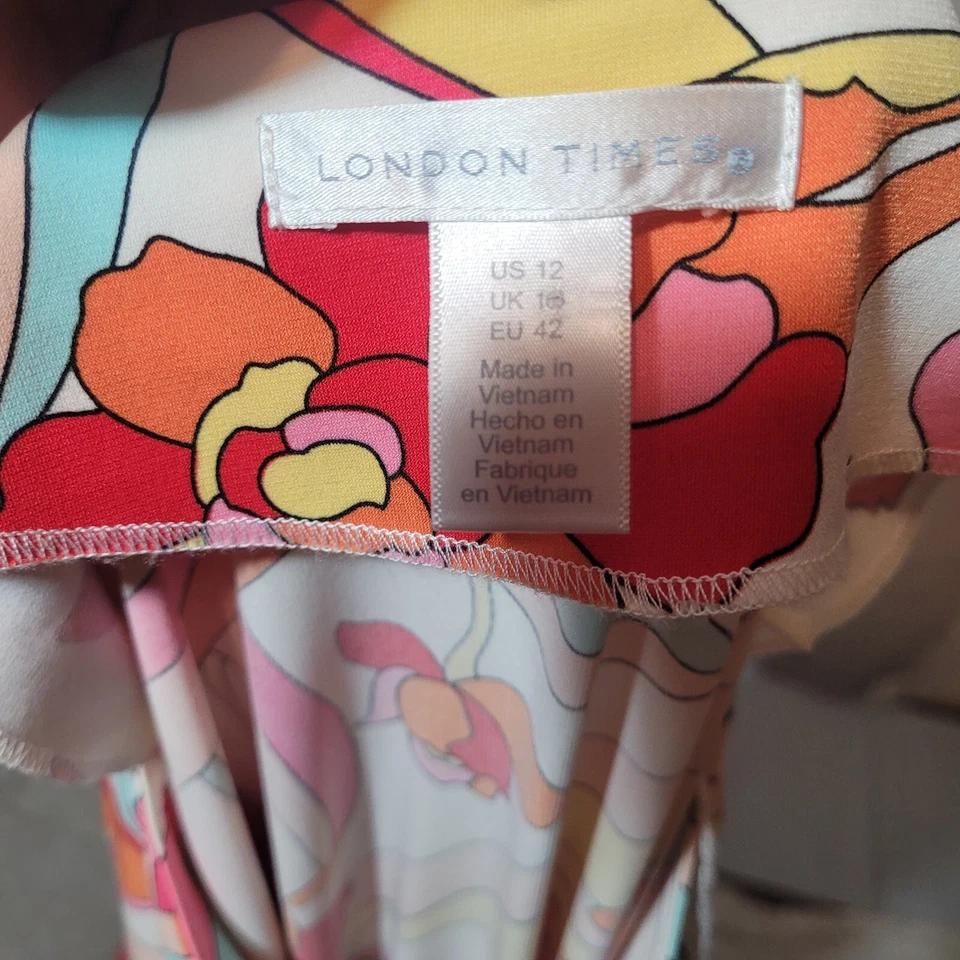 LONDON TIMES®
US 12
UK 16
EU 42
Made in
Vietnam
Hecho en
Vietnam
Fabrique
en Vietnam